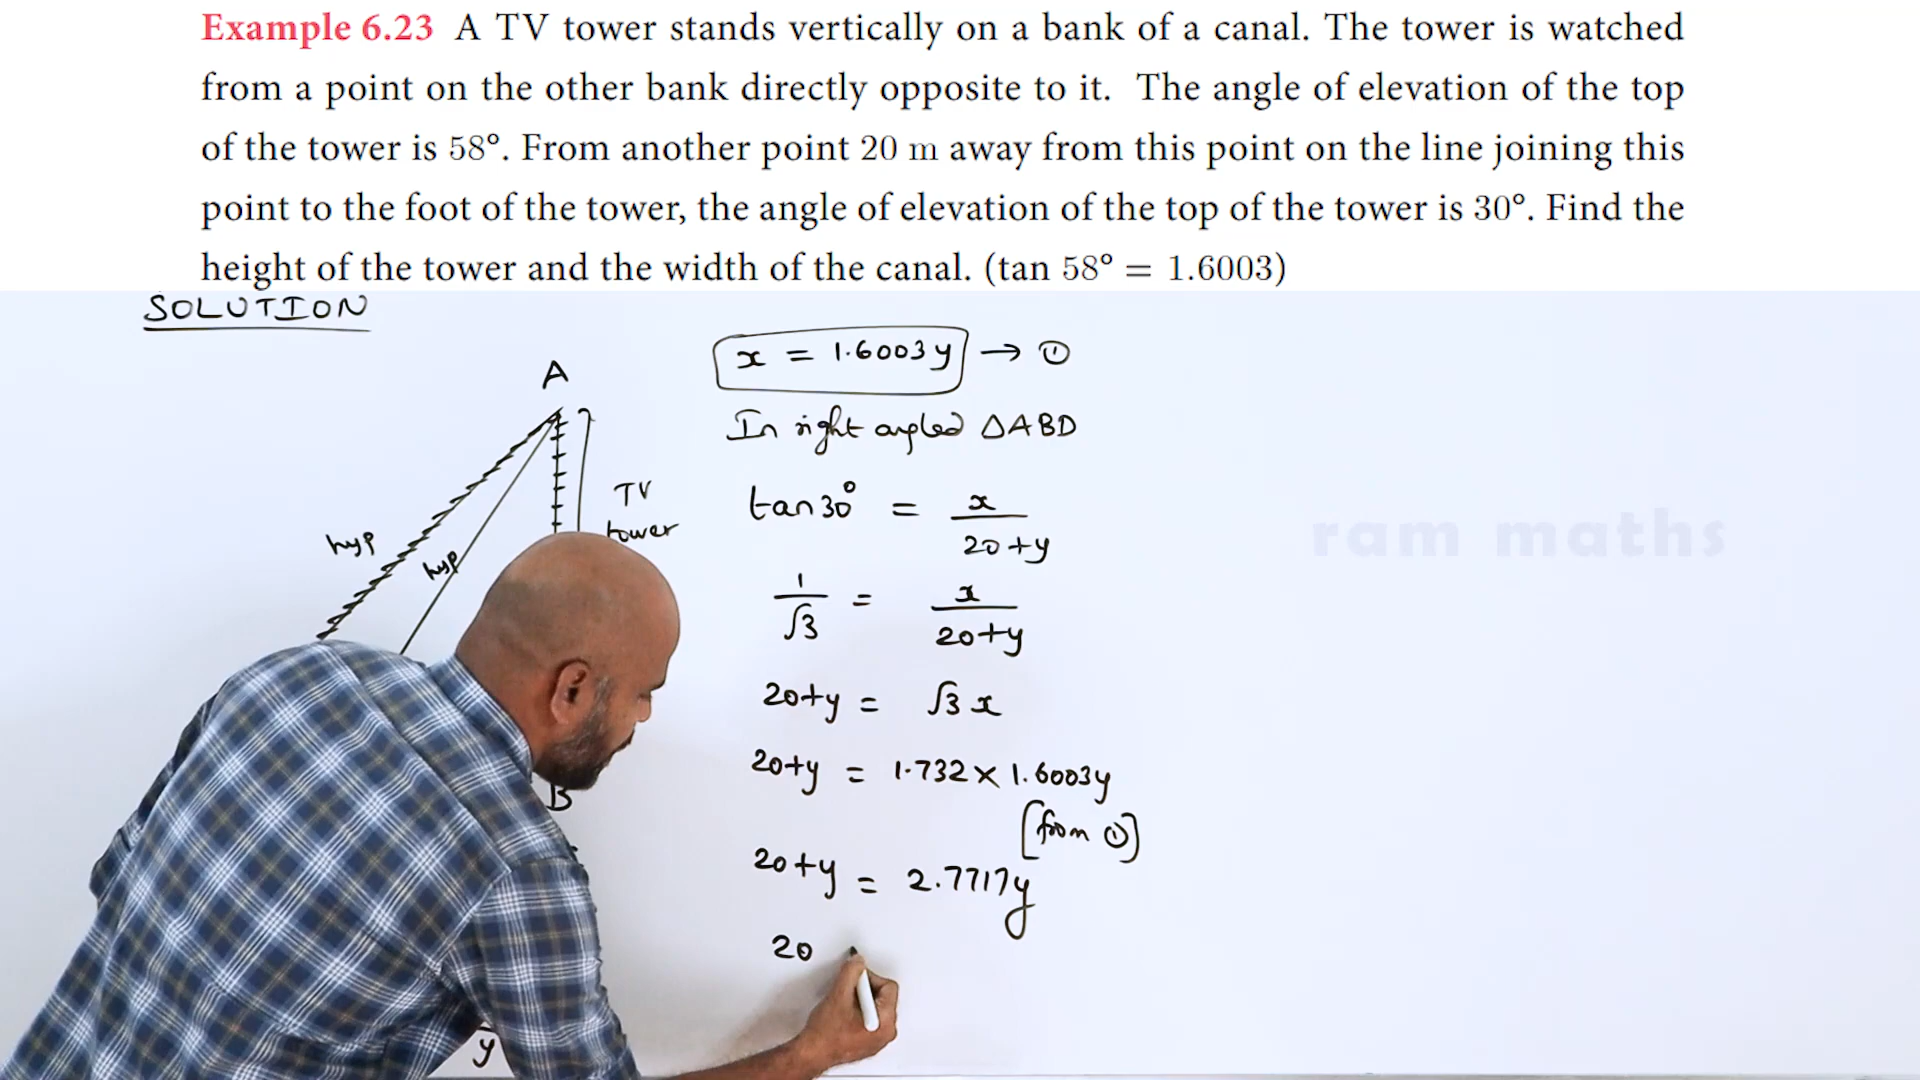 Example 6.23 A TV tower stands vertically on a bank of a canal. The tower is watched
from a point on the other bank directly opposite to it. The angle of elevation of the top
of the tower is 58°. From another point 20 m away from this point on the line joining this
point to the foot of the tower, the angle of elevation of the top of the tower is 30°. Find the
height of the tower and the width of the canal. (tan 58° = 1.6003)
SOLUTION
A
TV
tower
hyp
hyp
B
y
x = 1.6003y → ①
In right angled △ABD
tan30° = x/20+y
1/√3 = x/20+y
20+y = √3 x
20+y = 1.732 × 1.6003y
[from ①]
20+y = 2.7717y
20
ram maths